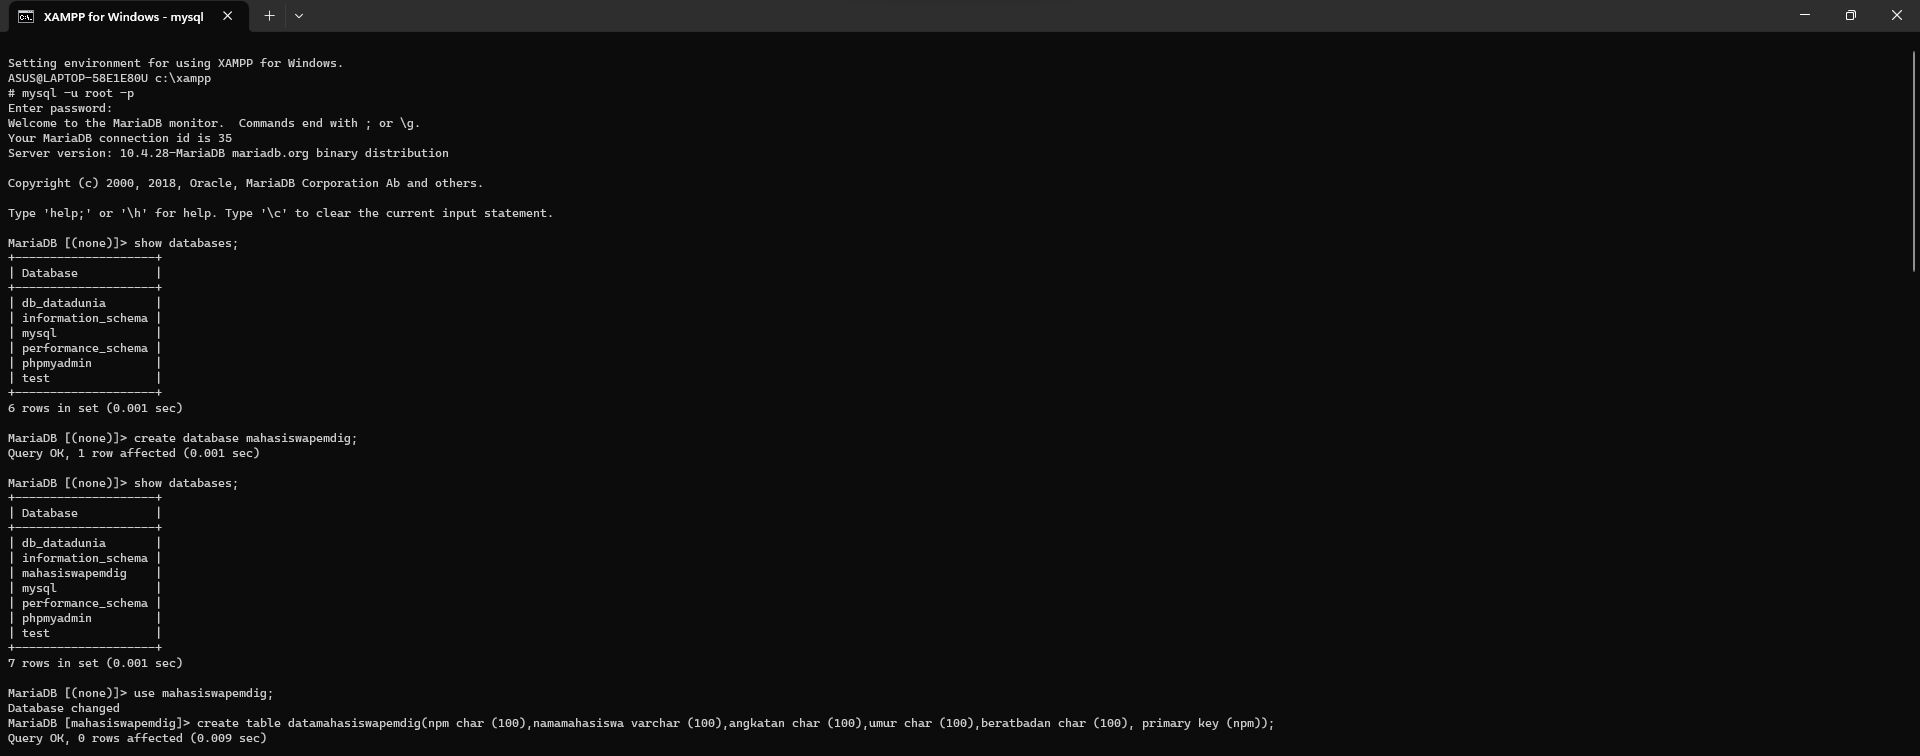 XAMPP for Windows - mysql
Setting environment for using XAMPP for Windows.
ASUS@LAPTOP-58E1E80U c:\xampp
# mysql -u root -p
Enter password:
Welcome to the MariaDB monitor.  Commands end with ; or \g.
Your MariaDB connection id is 35
Server version: 10.4.28-MariaDB mariadb.org binary distribution
Copyright (c) 2000, 2018, Oracle, MariaDB Corporation Ab and others.
Type 'help;' or '\h' for help. Type '\c' to clear the current input statement.
MariaDB [(none)]> show databases;
+--------------------+
| Database           |
+--------------------+
| db_datadunia       |
| information_schema |
| mysql              |
| performance_schema |
| phpmyadmin         |
| test               |
+--------------------+
6 rows in set (0.001 sec)
MariaDB [(none)]> create database mahasiswapemdig;
Query OK, 1 row affected (0.001 sec)
MariaDB [(none)]> show databases;
+--------------------+
| Database           |
+--------------------+
| db_datadunia       |
| information_schema |
| mahasiswapemdig    |
| mysql              |
| performance_schema |
| phpmyadmin         |
| test               |
+--------------------+
7 rows in set (0.001 sec)
MariaDB [(none)]> use mahasiswapemdig;
Database changed
MariaDB [mahasiswapemdig]> create table datamahasiswapemdig(npm char (100),namamahasiswa varchar (100),angkatan char (100),umur char (100),beratbadan char (100), primary key (npm));
Query OK, 0 rows affected (0.009 sec)